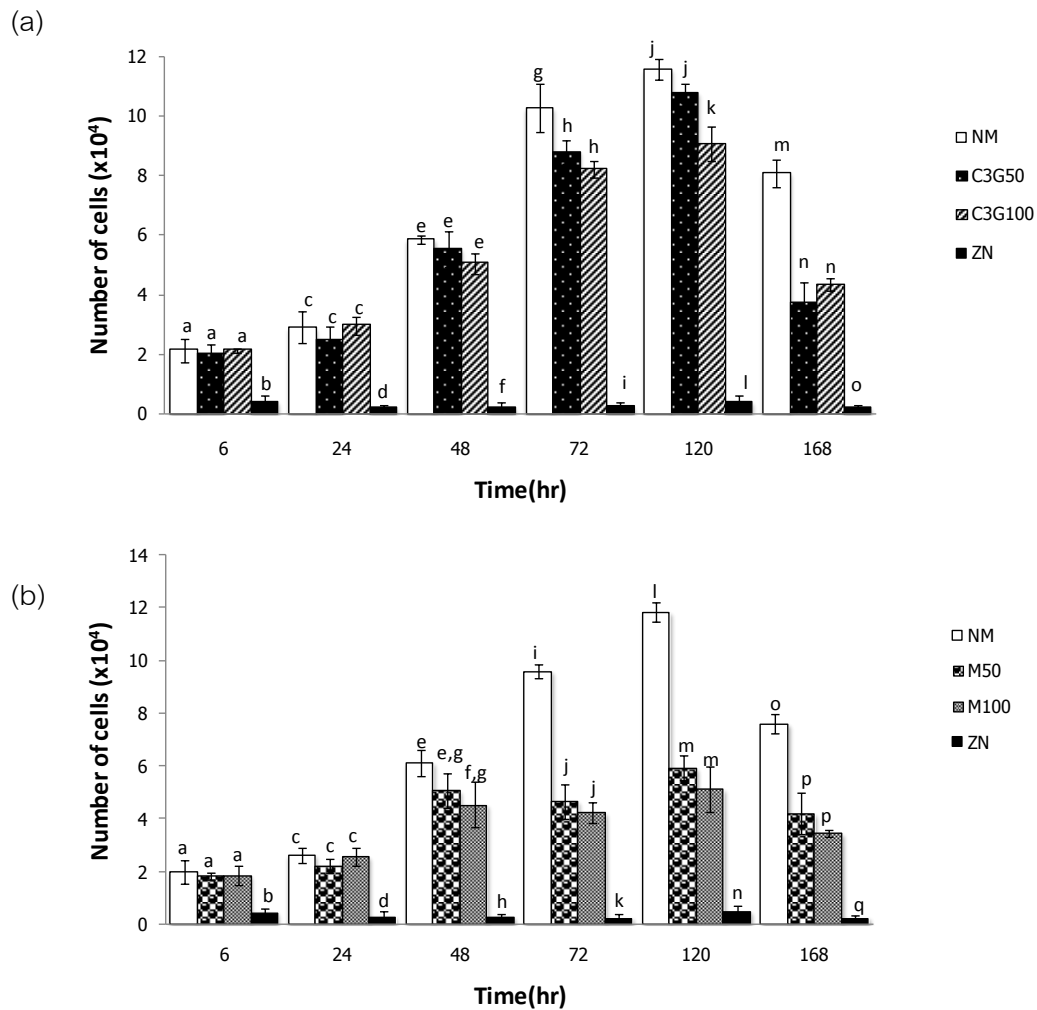 (a)
Number of cells (x10⁴)
12
10
8
6
4
2
0
a a a b
c c c d
e e e f
g h h i
j j k l
m n n o
6 24 48 72 120 168
Time(hr)
NM
C3G50
C3G100
ZN
(b)
Number of cells (x10⁴)
14
12
10
8
6
4
2
0
a a a b
c c c d
e e,g f,g h
i j j k
l m m n
o p p q
6 24 48 72 120 168
Time(hr)
NM
M50
M100
ZN